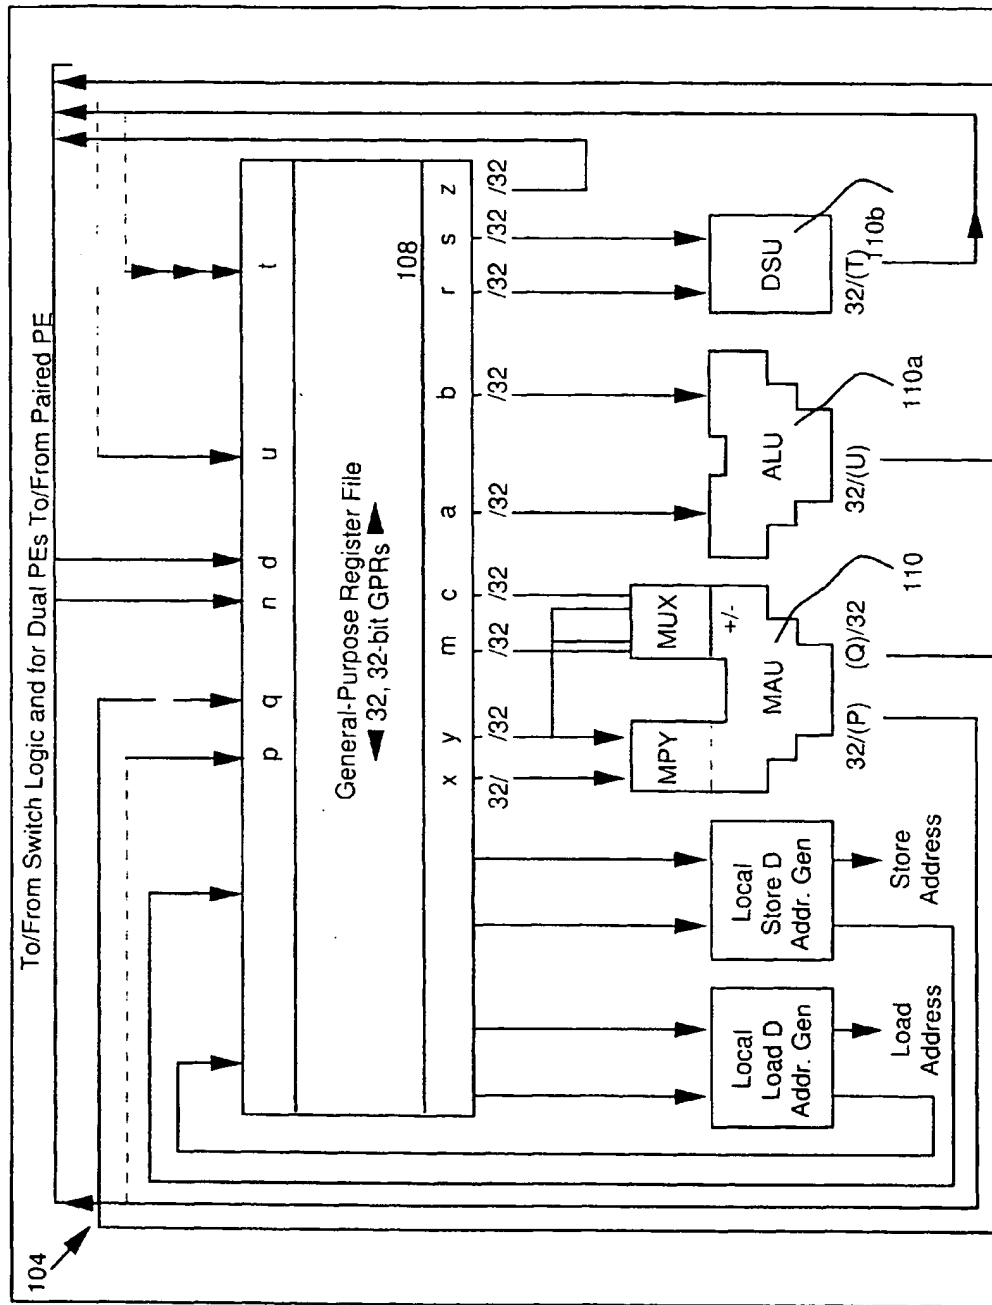 To/From Switch Logic and for Dual PEs To/From Paired PE
104
p q n d u t
General-Purpose Register File
32, 32-bit GPRs
108
x y m c a b r s z
32/ /32 /32 /32 /32 /32 /32 /32 /32
Local
Load D
Addr. Gen
Local
Store D
Addr. Gen
MPY
MUX
+/-
MAU
ALU
DSU
Load
Address
Store
Address
32/(P)
(Q)/32
110
32/(U)
110a
32/(T)
110b